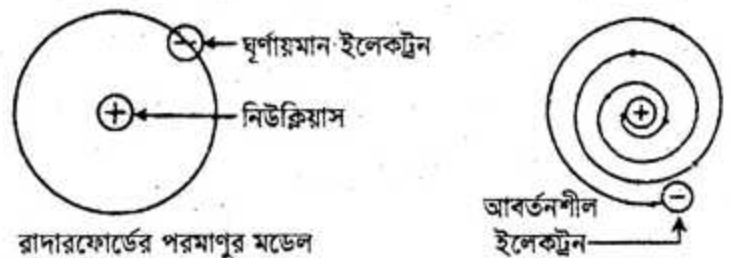 ঘূর্ণায়মান ইলেকট্রন
নিউক্লিয়াস
রাদারফোর্ডের পরমাণুর মডেল
আবর্তনশীল
ইলেকট্রন